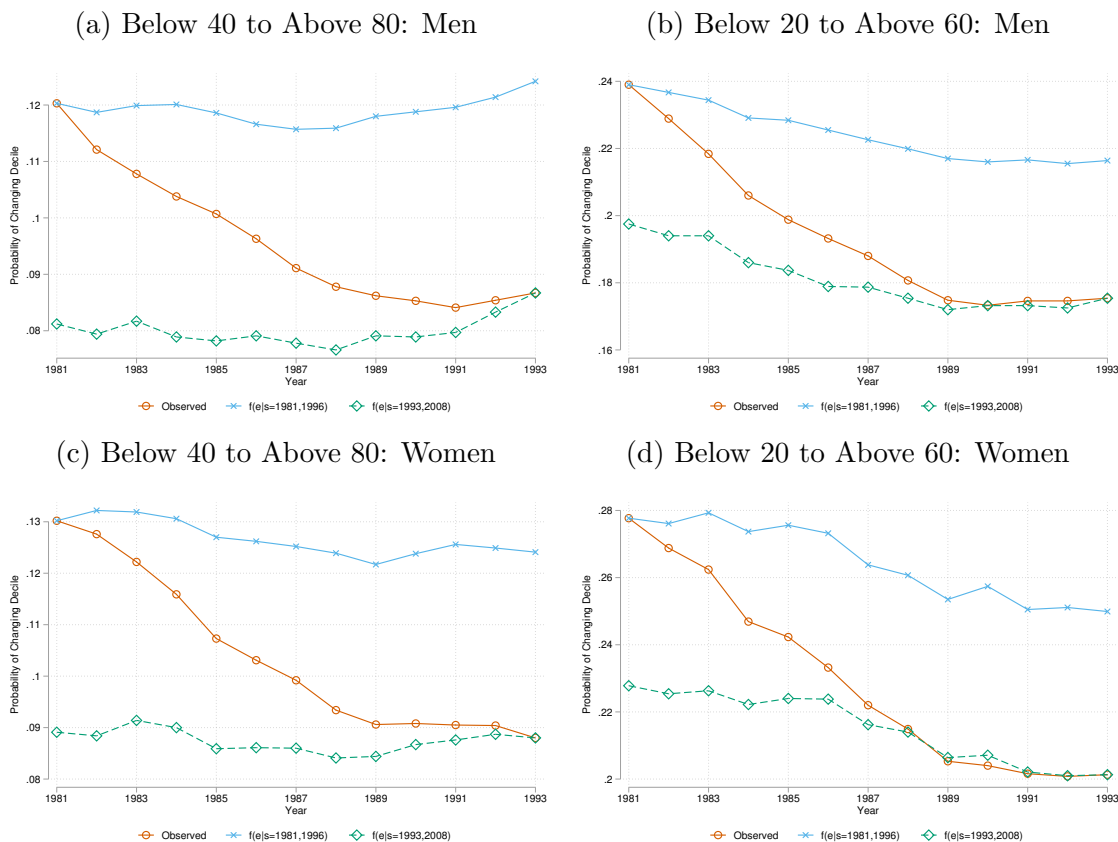 (a) Below 40 to Above 80: Men
Probability of Changing Decile
.12
.11
.1
.09
.08
1981 1983 1985 1987 1989 1991 1993
Year
Observed f(e|s=1981,1996) f(e|s=1993,2008)
(b) Below 20 to Above 60: Men
Probability of Changing Decile
.24
.22
.2
.18
.16
1981 1983 1985 1987 1989 1991 1993
Year
Observed f(e|s=1981,1996) f(e|s=1993,2008)
(c) Below 40 to Above 80: Women
Probability of Changing Decile
.13
.12
.11
.1
.09
.08
1981 1983 1985 1987 1989 1991 1993
Year
Observed f(e|s=1981,1996) f(e|s=1993,2008)
(d) Below 20 to Above 60: Women
Probability of Changing Decile
.28
.26
.24
.22
.2
1981 1983 1985 1987 1989 1991 1993
Year
Observed f(e|s=1981,1996) f(e|s=1993,2008)